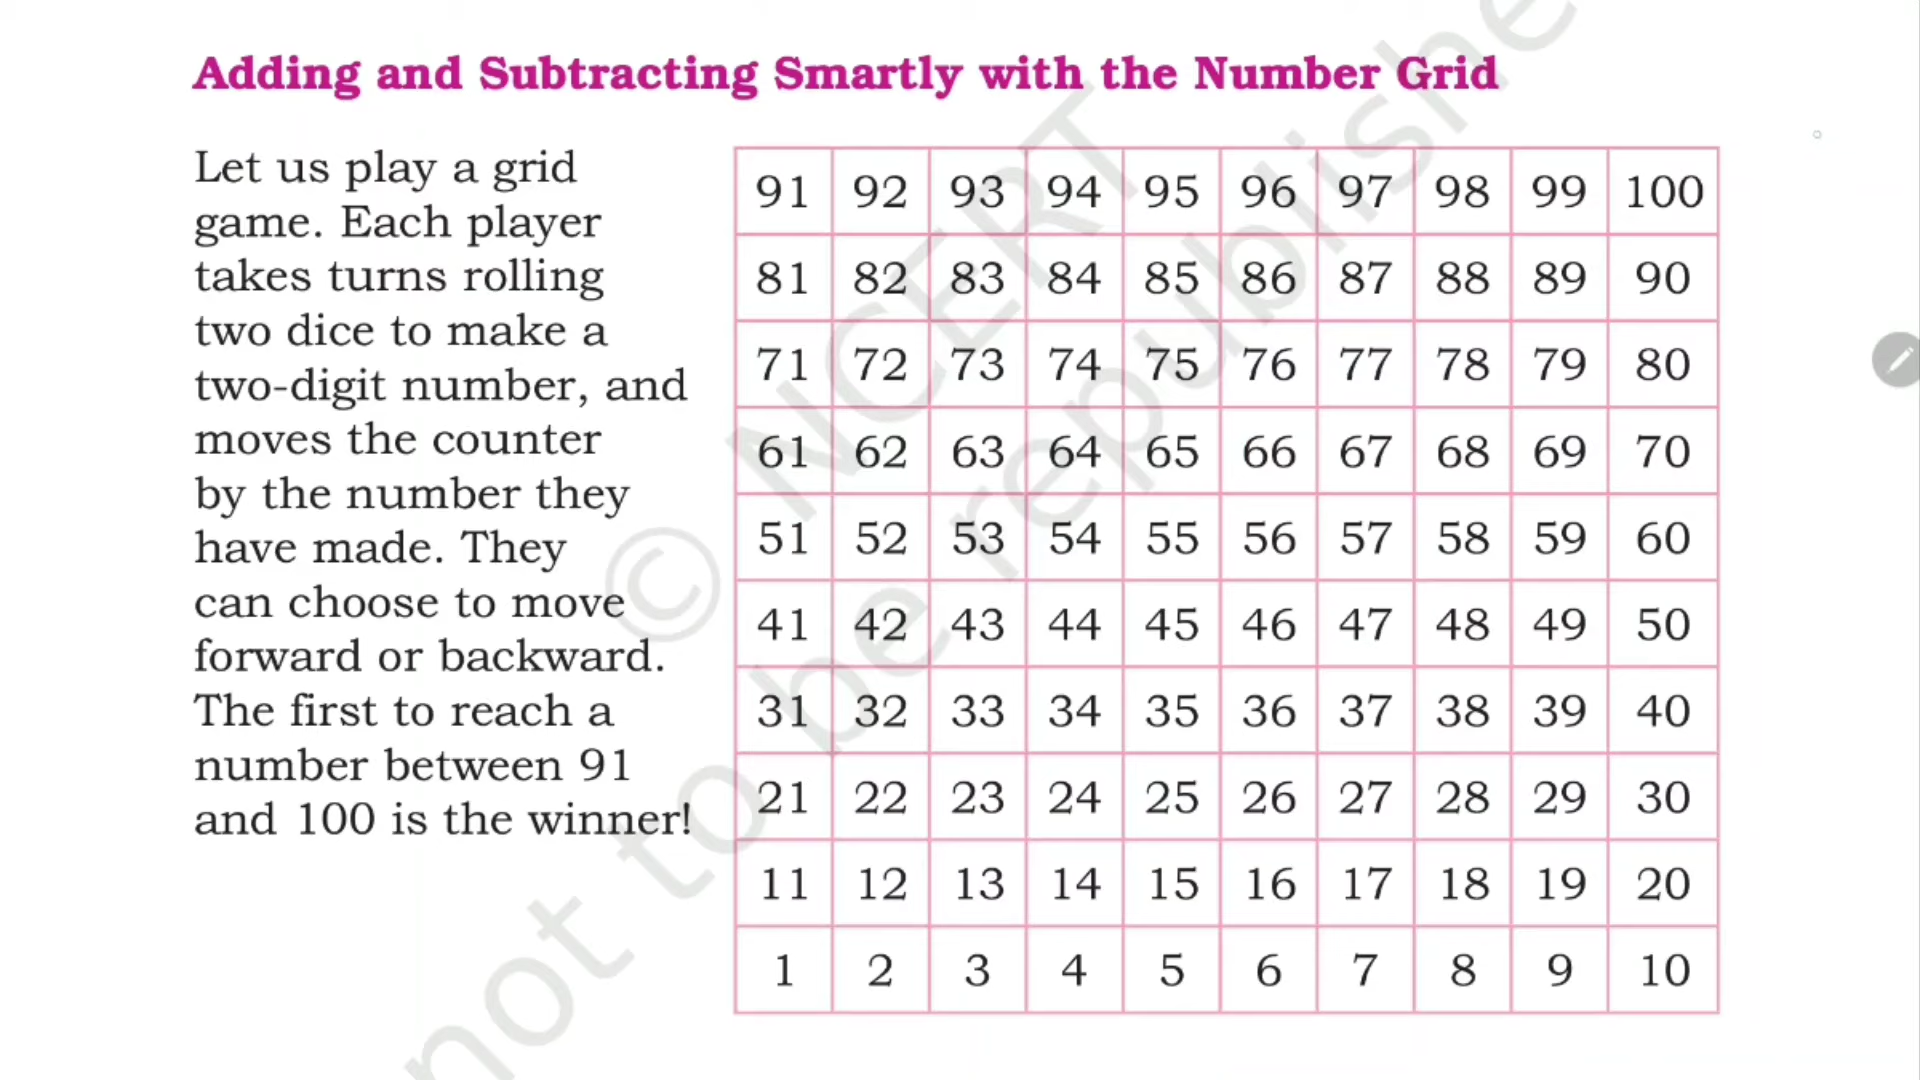 Adding and Subtracting Smartly with the Number Grid
Let us play a grid
game. Each player
takes turns rolling
two dice to make a
two-digit number, and
moves the counter
by the number they
have made. They
can choose to move
forward or backward.
The first to reach a
number between 91
and 100 is the winner!
91 92 93 94 95 96 97 98 99 100
81 82 83 84 85 86 87 88 89 90
71 72 73 74 75 76 77 78 79 80
61 62 63 64 65 66 67 68 69 70
51 52 53 54 55 56 57 58 59 60
41 42 43 44 45 46 47 48 49 50
31 32 33 34 35 36 37 38 39 40
21 22 23 24 25 26 27 28 29 30
11 12 13 14 15 16 17 18 19 20
1 2 3 4 5 6 7 8 9 10
© NCERT
not to be republishe